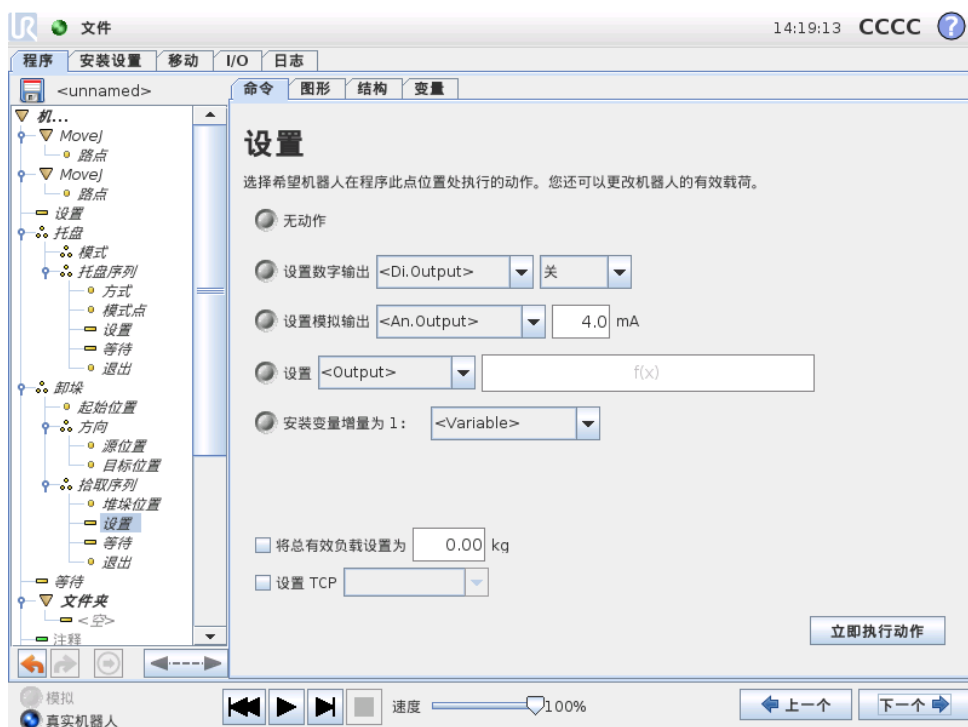 UR 文件 14:19:13 CCCC ?
程序 安装设置 移动 I/O 日志
<unnamed>
命令 图形 结构 变量
机...
MoveJ
路点
MoveJ
路点
设置
托盘
模式
托盘序列
方式
模式点
设置
等待
退出
卸垛
起始位置
方向
源位置
目标位置
拾取序列
堆垛位置
设置
等待
退出
等待
文件夹
<空>
注释
设置
选择希望机器人在程序此点位置处执行的动作。您还可以更改机器人的有效载荷。
无动作
设置数字输出 <Di.Output> 关
设置模拟输出 <An.Output> 4.0 mA
设置 <Output> f(x)
安装变量增量为 1: <Variable>
将总有效负载设置为 0.00 kg
设置 TCP
立即执行动作
模拟
真实机器人
速度 100%
上一个 下一个